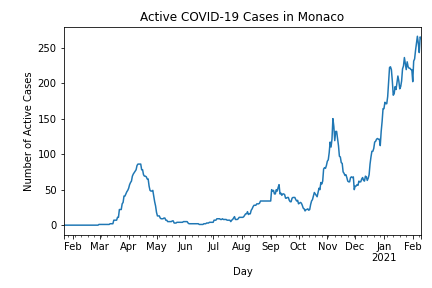 Active COVID-19 Cases in Monaco
Number of Active Cases
250
200
150
100
50
0
Feb Mar Apr May Jun Jul Aug Sep Oct Nov Dec Jan Feb
2021
Day